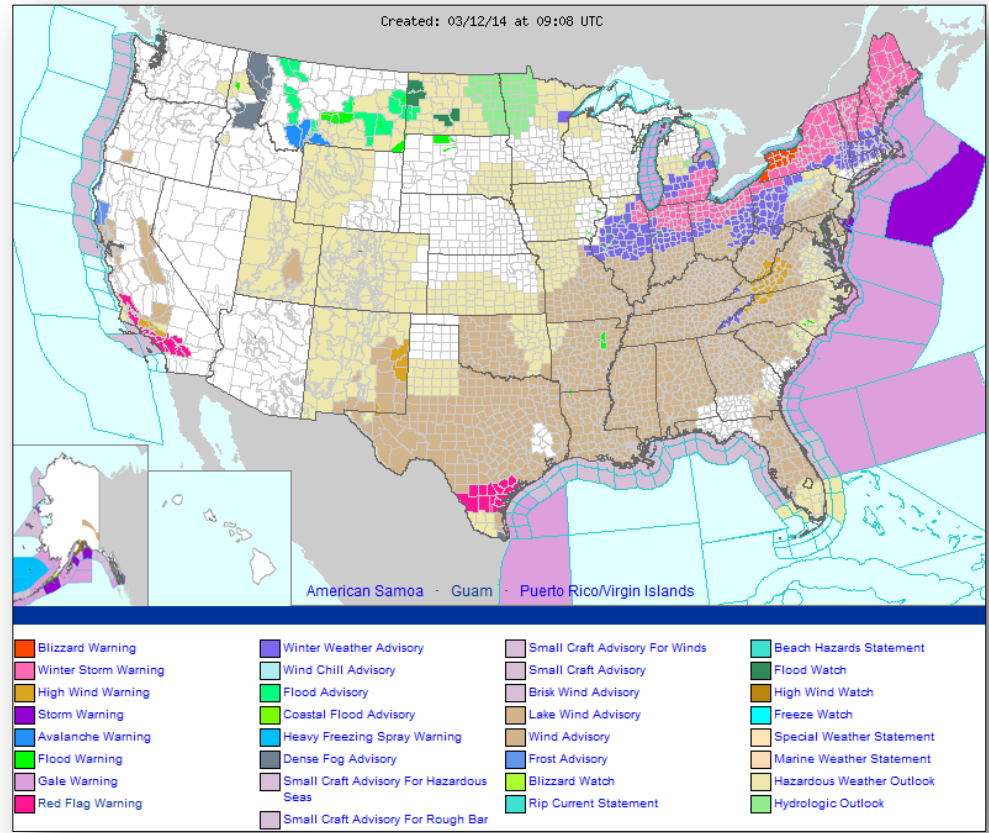 Created: 03/12/14 at 09:08 UTC
American Samoa · Guam · Puerto Rico/Virgin Islands
Blizzard Warning
Winter Storm Warning
High Wind Warning
Storm Warning
Avalanche Warning
Flood Warning
Gale Warning
Red Flag Warning
Winter Weather Advisory
Wind Chill Advisory
Flood Advisory
Coastal Flood Advisory
Heavy Freezing Spray Warning
Dense Fog Advisory
Small Craft Advisory For Hazardous
Seas
Small Craft Advisory For Rough Bar
Small Craft Advisory For Winds
Small Craft Advisory
Brisk Wind Advisory
Lake Wind Advisory
Wind Advisory
Frost Advisory
Blizzard Watch
Rip Current Statement
Beach Hazards Statement
Flood Watch
High Wind Watch
Freeze Watch
Special Weather Statement
Marine Weather Statement
Hazardous Weather Outlook
Hydrologic Outlook